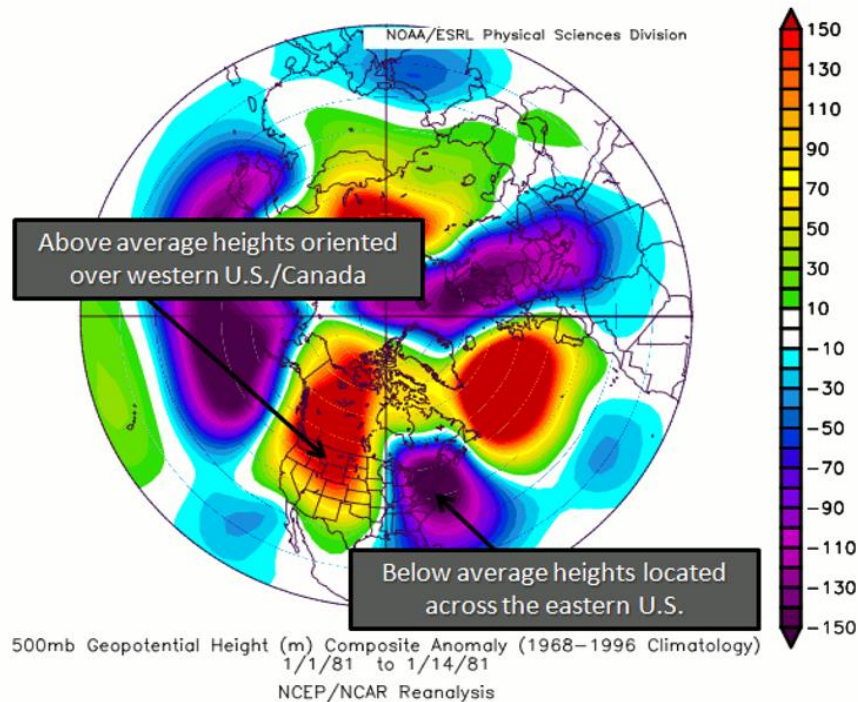 NOAA/ESRL Physical Sciences Division
150
130
110
90
70
50
30
10
-10
-30
-50
-70
-90
-110
-130
-150
Above average heights oriented
over western U.S./Canada
Below average heights located
across the eastern U.S.
500mb Geopotential Height (m) Composite Anomaly (1968-1996 Climatology)
1/1/81 to 1/14/81
NCEP/NCAR Reanalysis